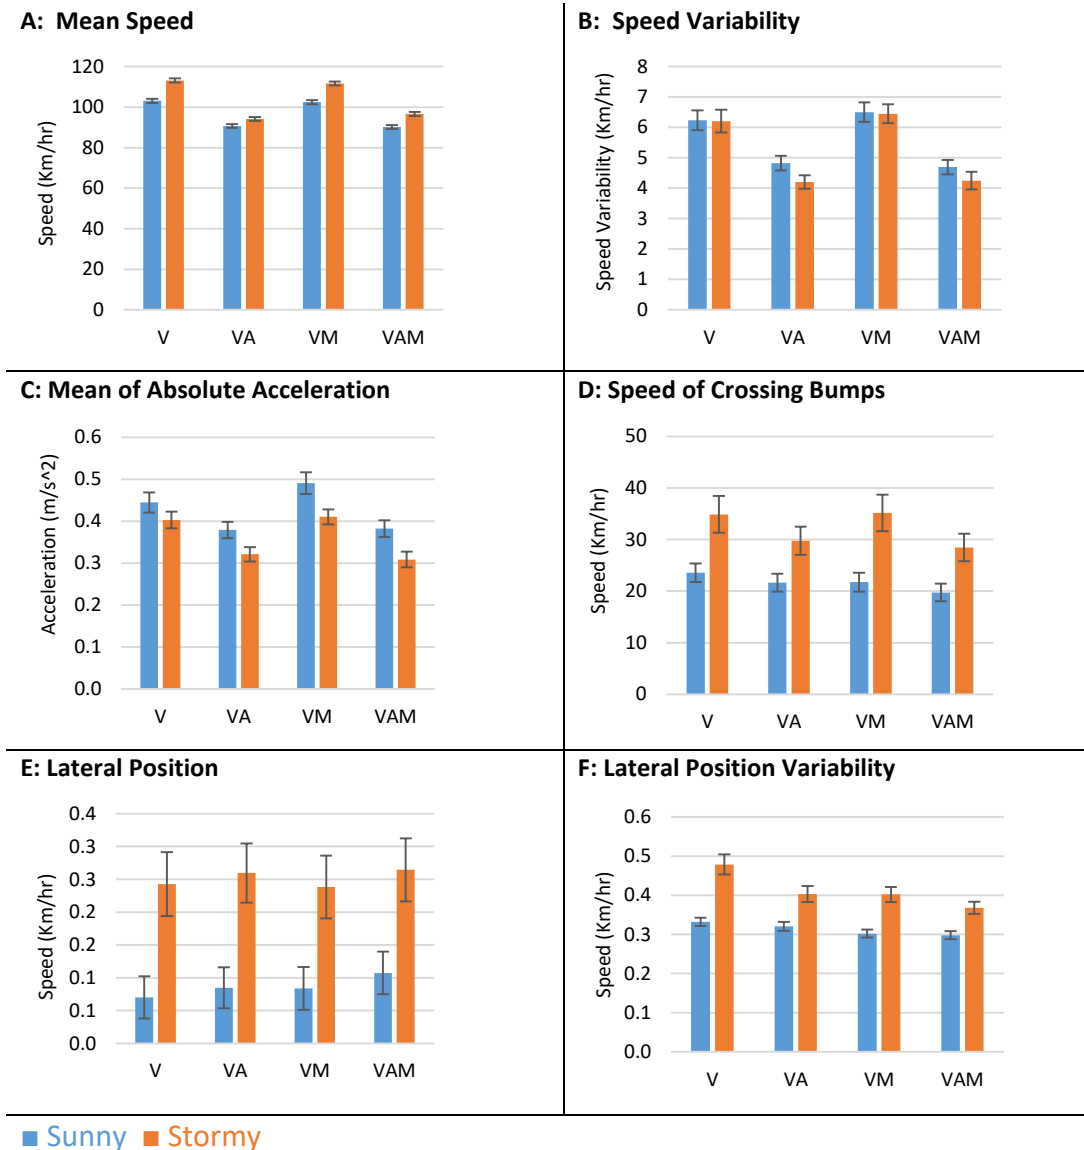 A: Mean Speed
Speed (Km/hr)
120
100
80
60
40
20
0
V VA VM VAM
B: Speed Variability
Speed Variability (Km/hr)
8
7
6
5
4
3
2
1
0
V VA VM VAM
C: Mean of Absolute Acceleration
Acceleration (m/s^2)
0.6
0.5
0.4
0.3
0.2
0.1
0.0
V VA VM VAM
D: Speed of Crossing Bumps
Speed (Km/hr)
50
40
30
20
10
0
V VA VM VAM
E: Lateral Position
Speed (Km/hr)
0.4
0.3
0.3
0.2
0.2
0.1
0.1
0.0
V VA VM VAM
F: Lateral Position Variability
Speed (Km/hr)
0.6
0.5
0.4
0.3
0.2
0.1
0.0
V VA VM VAM
Sunny Stormy